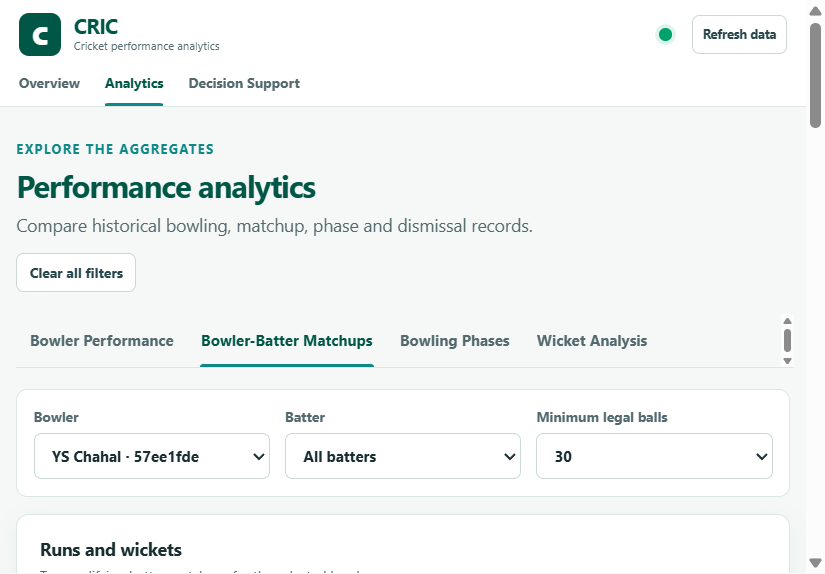 C
CRIC
Cricket performance analytics
Refresh data
Overview
Analytics
Decision Support
EXPLORE THE AGGREGATES
Performance analytics
Compare historical bowling, matchup, phase and dismissal records.
Clear all filters
Bowler Performance
Bowler-Batter Matchups
Bowling Phases
Wicket Analysis
Bowler
Batter
Minimum legal balls
YS Chahal · 57ee1fde
All batters
30
Runs and wickets